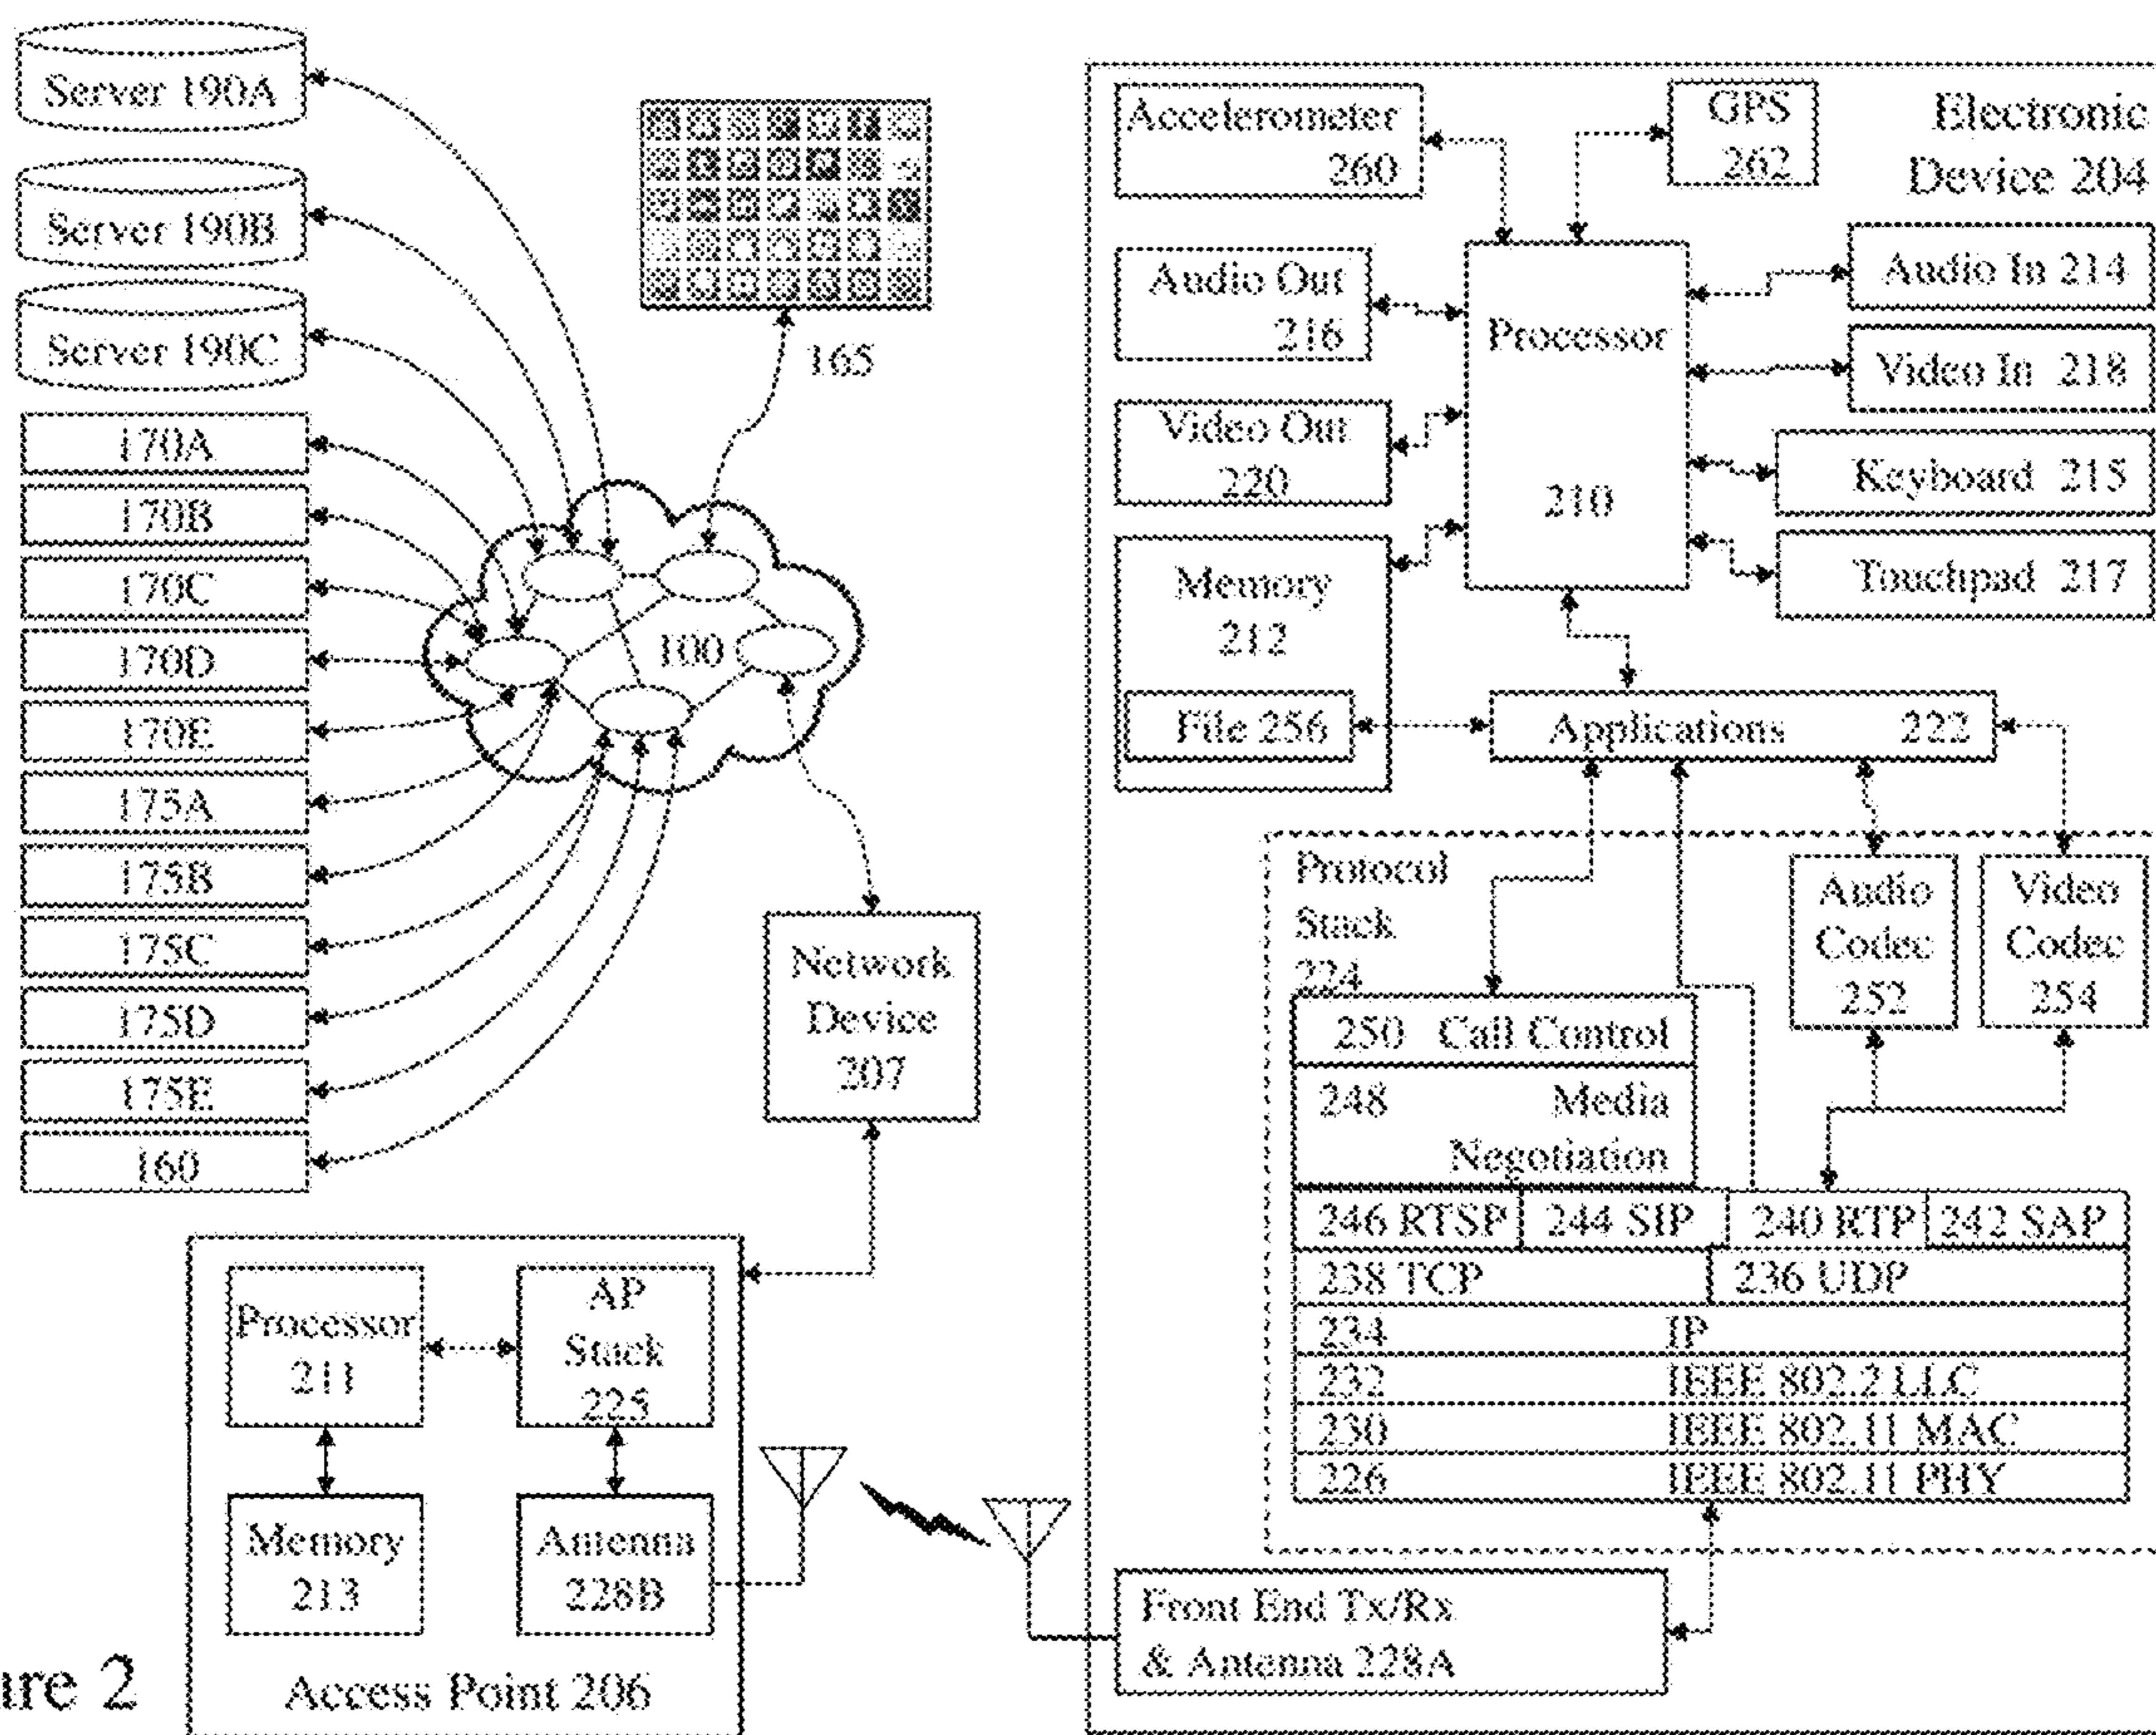 Server 190A
Server 190B
Server 190C
170A
170B
170C
170D
170E
175A
175B
175C
175D
175E
160
165
100
Network
Device
207
Processor
211
AP
Stack
225
Memory
213
Antenna
228B
Access Point 206
ure 2
Electronic
Device 204
Accelerometer
260
GPS
262
Audio Out
216
Video Out
220
Memory
212
File 256
Processor
210
Audio In 214
Video In 218
Keyboard 215
Touchpad 217
Applications 222
Protocol
Stack
224
Audio
Codec
252
Video
Codec
254
250 Call Control
248 Media
Negotiation
246 RTSP 244 SIP 240 RTP 242 SAP
238 TCP 236 UDP
234 IP
232 IEEE 802.2 LLC
230 IEEE 802.11 MAC
226 IEEE 802.11 PHY
Front End Tx/Rx
& Antenna 228A